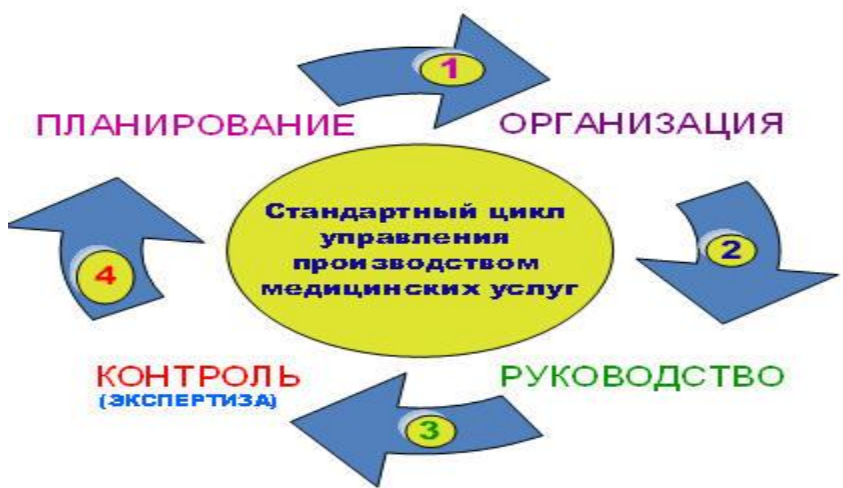 1
ПЛАНИРОВАНИЕ
ОРГАНИЗАЦИЯ
Стандартный цикл
управления
производством
медицинских услуг
2
4
КОНТРОЛЬ
(ЭКСПЕРТИЗА)
РУКОВОДСТВО
3